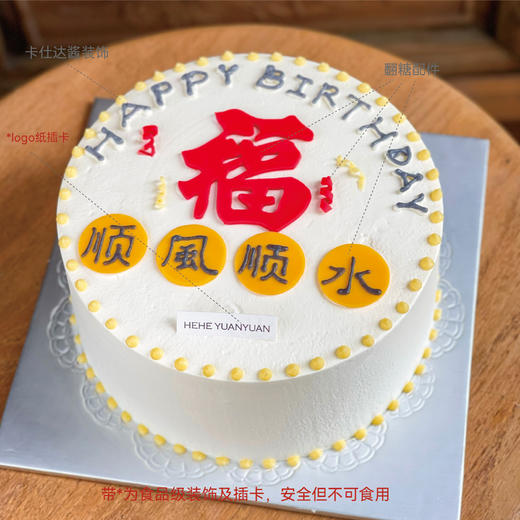 卡仕达酱装饰
翻糖配件
HAPPY BIRTHDAY
*logo纸插卡
福
顺風顺水
HEHE YUANYUAN
带*为食品级装饰及插卡，安全但不可食用